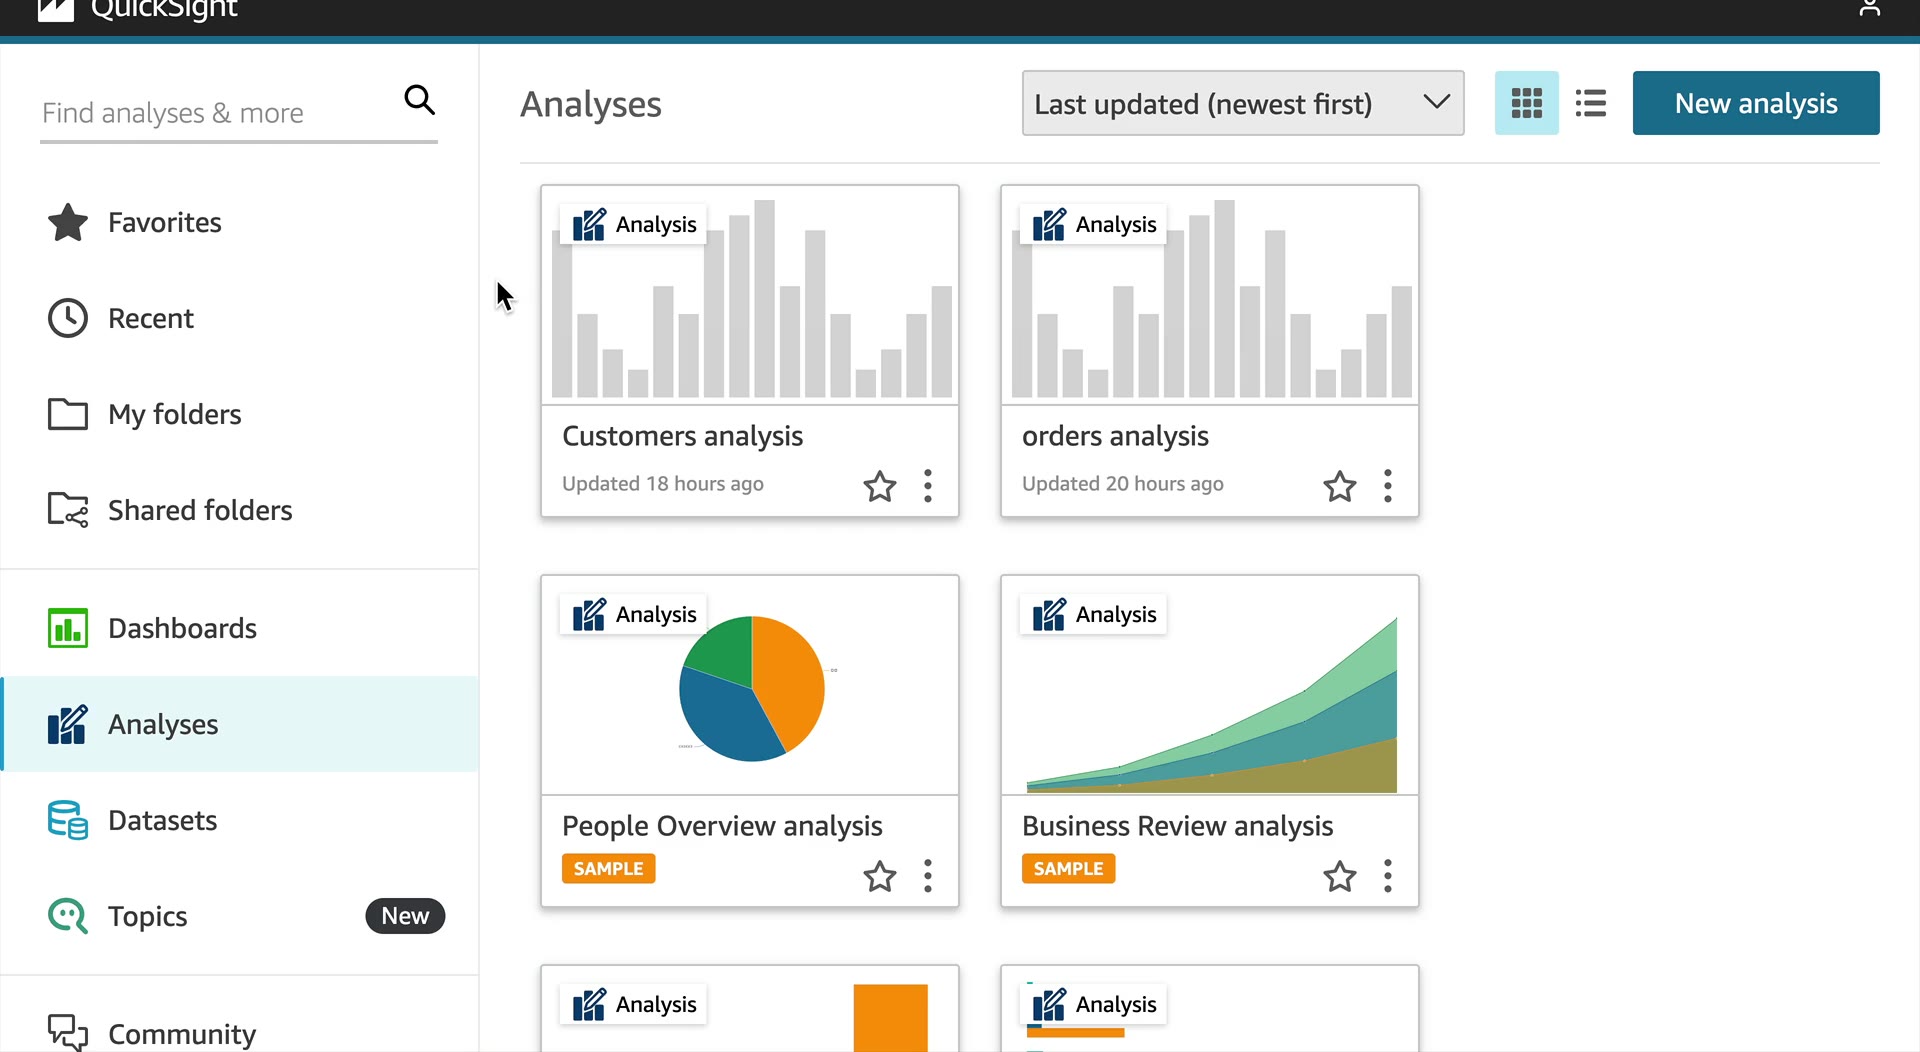 QuickSight
Find analyses & more
Favorites
Recent
My folders
Shared folders
Dashboards
Analyses
Datasets
Topics
New
Community
Analyses
Last updated (newest first)
New analysis
Analysis
Customers analysis
Updated 18 hours ago
Analysis
orders analysis
Updated 20 hours ago
Analysis
People Overview analysis
SAMPLE
Analysis
Business Review analysis
SAMPLE
Analysis
Analysis